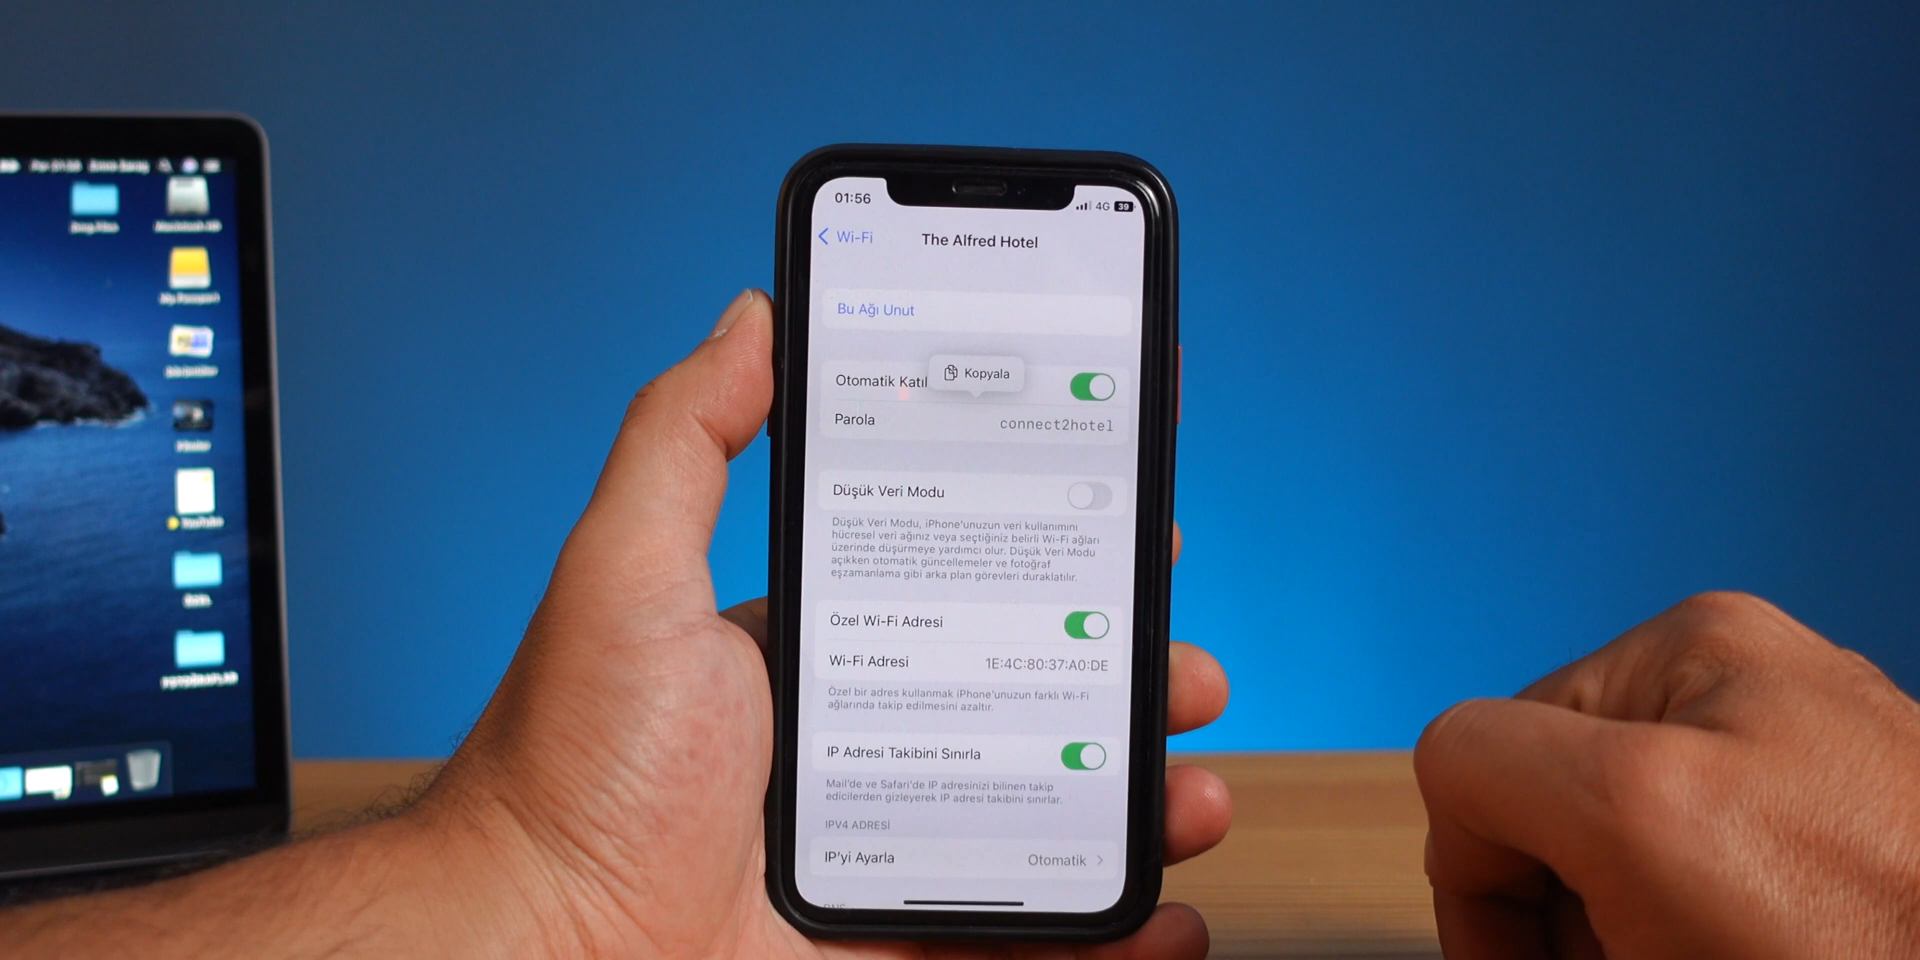 01:56
4G 39
Wi-Fi
The Alfred Hotel
Bu Ağı Unut
Kopyala
Otomatik Katıl
Parola
connect2hotel
Düşük Veri Modu
Düşük Veri Modu, iPhone'unuzun veri kullanımını
hücresel veri ağınız veya seçtiğiniz belirli Wi-Fi ağları
üzerinde düşürmeye yardımcı olur. Düşük Veri Modu
açıkken otomatik güncellemeler ve fotoğraf
eşzamanlama gibi arka plan görevleri duraklatılır.
Özel Wi-Fi Adresi
Wi-Fi Adresi
1E:4C:80:37:A0:DE
Özel bir adres kullanmak iPhone'unuzun farklı Wi-Fi
ağlarında takip edilmesini azaltır.
IP Adresi Takibini Sınırla
Mail'de ve Safari'de IP adresinizi bilinen takip
edicilerden gizleyerek IP adresi takibini sınırlar.
IPV4 ADRESİ
IP'yi Ayarla
Otomatik
Macintosh HD
My Passport
YouTube